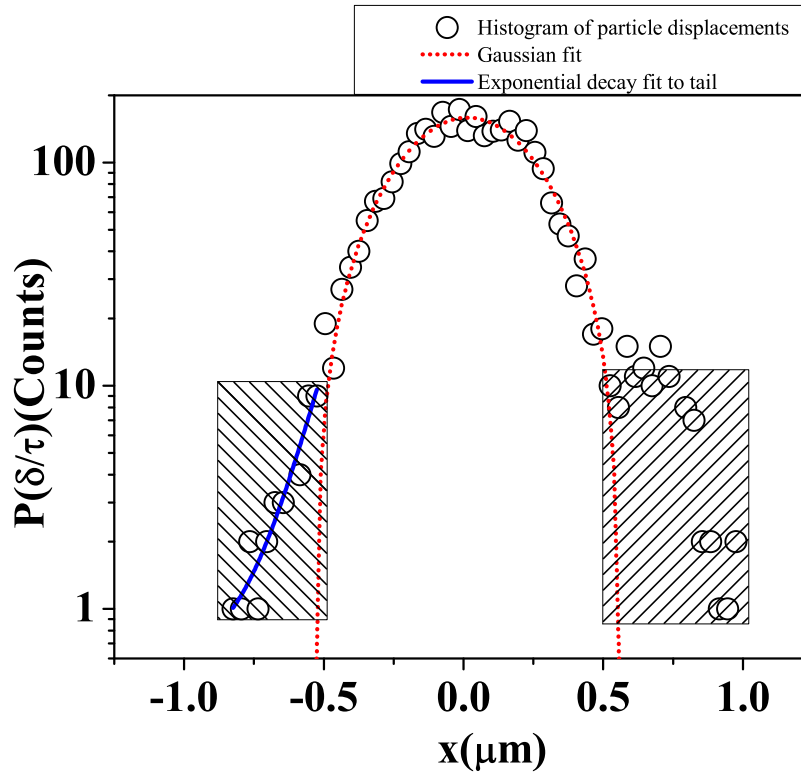 Histogram of particle displacements
Gaussian fit
Exponential decay fit to tail
100
10
1
P(δ/τ)(Counts)
-1.0 -0.5 0.0 0.5 1.0
x(μm)